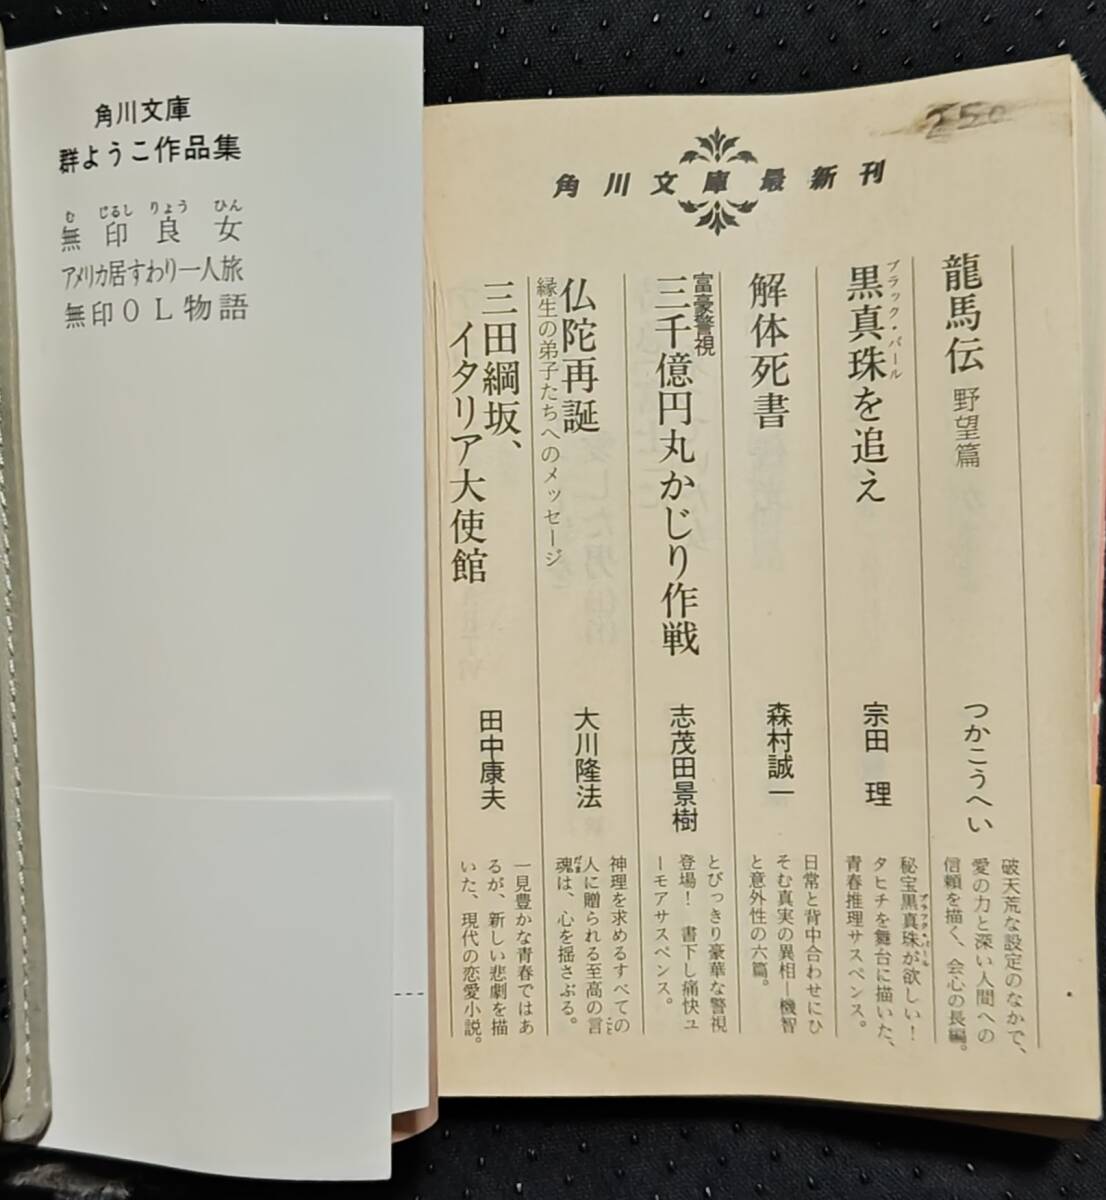 角川文庫
群ようこ作品集
無印良女
むじるしりょうひん
アメリカ居すわり一人旅
無印OL物語
250
角川文庫最新刊
龍馬伝 野望篇
つかこうへい
破天荒な設定のなかで、
愛の力と深い人間への
信頼を描く、会心の長編。
黒真珠を追え
ブラック・パール
宗田 理
秘宝黒真珠が欲しい!
ブラック・パール
タヒチを舞台に描いた、
青春推理サスペンス。
解体死書
森村誠一
日常と背中合わせにひ
そむ真実の異相―機智
と意外性の六篇。
富豪警視
三千億円丸かじり作戦
志茂田景樹
とびっきり豪華な警視
登場! 書下し痛快ユ
ーモアサスペンス。
仏陀再誕
縁生の弟子たちへのメッセージ
大川隆法
神理を求めるすべての
人に贈られる至高の言
魂は、心を揺さぶる。
三田綱坂、
イタリア大使館
田中康夫
一見豊かな青春ではあ
るが、新しい悲劇を描
いた、現代の恋愛小説。